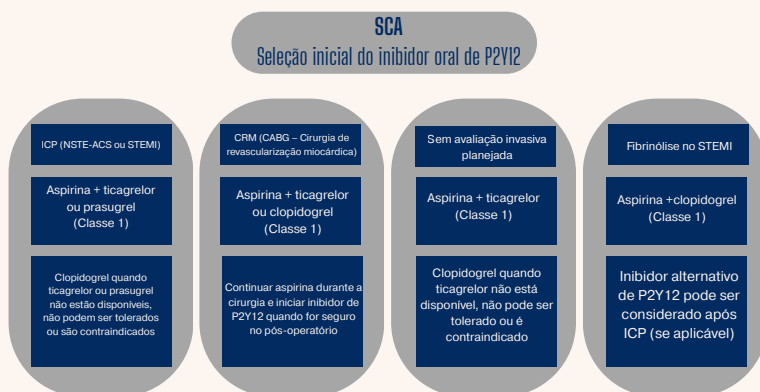 SCA
Seleção inicial do inibidor oral de P2Y12
ICP (NSTE-ACS ou STEMI)
Aspirina + ticagrelor
ou prasugrel
(Classe 1)
Clopidogrel quando
ticagrelor ou prasugrel
não estão disponíveis,
não podem ser tolerados
ou são contraindicados
CRM (CABG – Cirurgia de
revascularização miocárdica)
Aspirina + ticagrelor
ou clopidogrel
(Classe 1)
Continuar aspirina durante a
cirurgia e iniciar inibidor de
P2Y12 quando for seguro
no pós-operatório
Sem avaliação invasiva
planejada
Aspirina + ticagrelor
(Classe 1)
Clopidogrel quando
ticagrelor não está
disponível, não pode ser
tolerado ou é
contraindicado
Fibrinólise no STEMI
Aspirina +clopidogrel
(Classe 1)
Inibidor alternativo
de P2Y12 pode ser
considerado após
ICP (se aplicável)